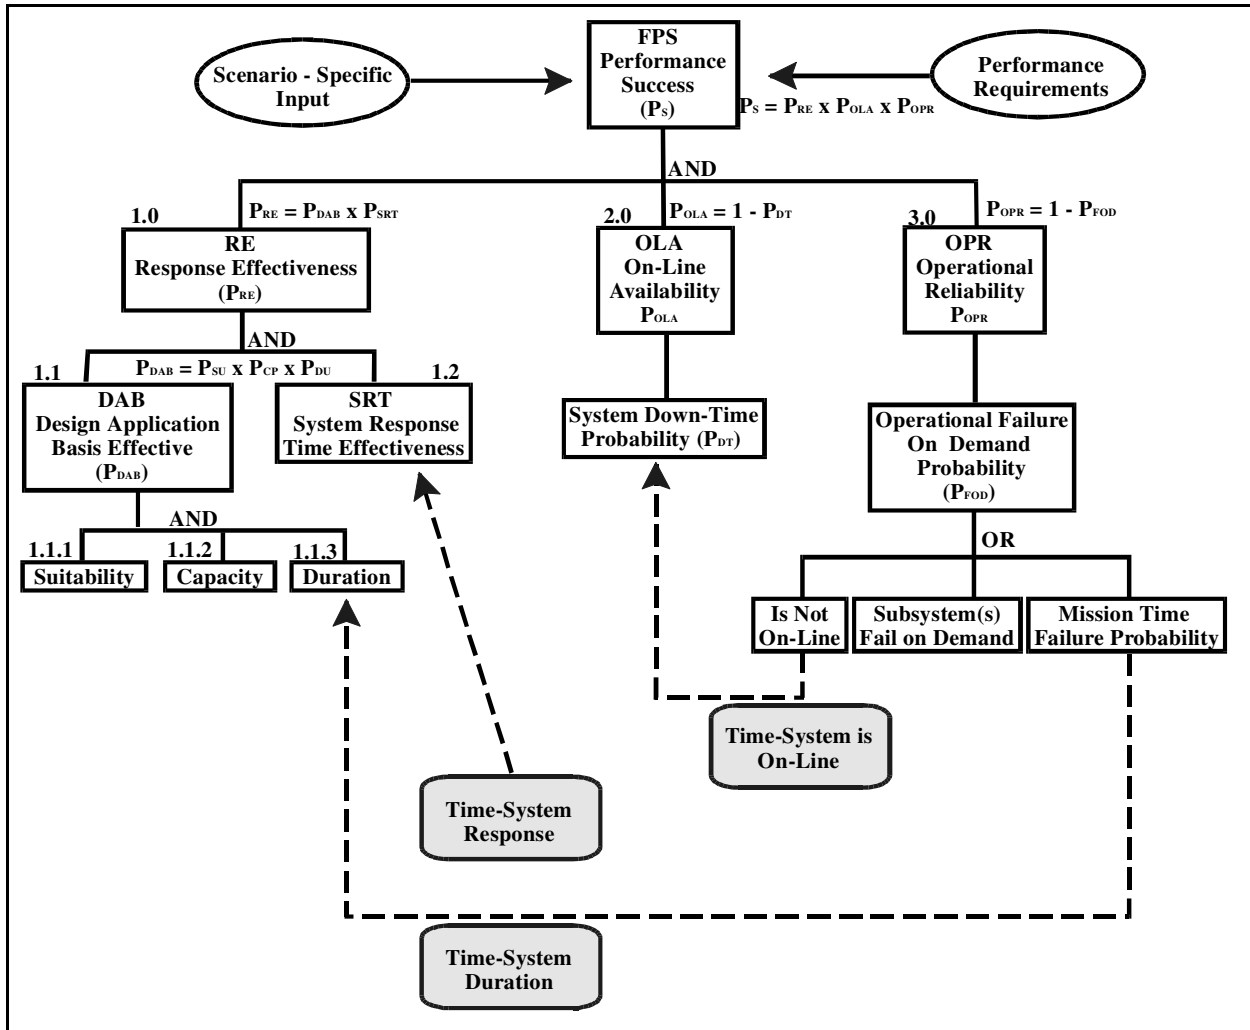 FPS
Performance
Success
(PS)
Scenario - Specific
Input
Performance
Requirements
PS = PRE x POLA x POPR
AND
1.0
PRE = PDAB x PSRT
RE
Response Effectiveness
(PRE)
2.0
POLA = 1 - PDT
OLA
On-Line
Availability
POLA
3.0
POPR = 1 - PFOD
OPR
Operational
Reliability
POPR
AND
PDAB = PSU x PCP x PDU
1.1
DAB
Design Application
Basis Effective
(PDAB)
1.2
SRT
System Response
Time Effectiveness
System Down-Time
Probability (PDT)
Operational Failure
On Demand
Probability
(PFOD)
AND
1.1.1
Suitability
1.1.2
Capacity
1.1.3
Duration
OR
Is Not
On-Line
Subsystem(s)
Fail on Demand
Mission Time
Failure Probability
Time-System is
On-Line
Time-System
Response
Time-System
Duration